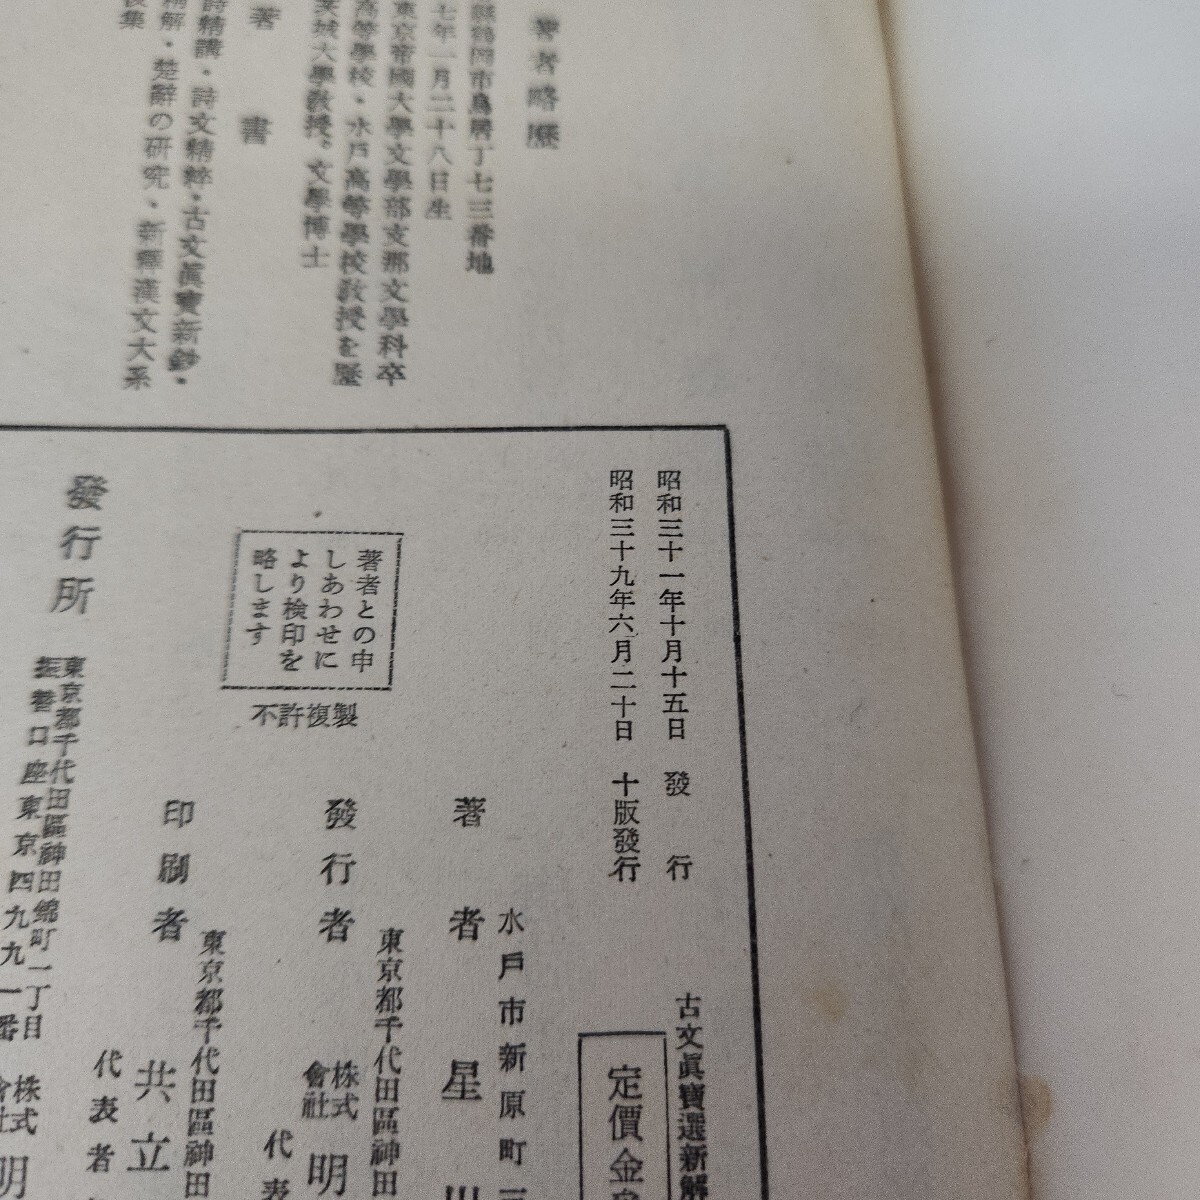 著者略歴
縣鶴岡市鳥居丁七三番地
七年一月二十八日生
東京帝國大學文學部支那文學科卒
高等學校・水戸高等學校敎授を歷
茨城大學敎授。文學博士
著書
詩精講・詩文精粹・古文眞寶新鈔・
精解・楚辭の研究・新釋漢文大系
後集
昭和三十一年十月十五日 發行
昭和三十九年六月二十日 十版發行
著者との申
しあわせに
より検印を
略します
不許複製
古文眞寶選新解
定價金
水戸市新原町
著者 星
東京都千代田區神田
發行者 株式會社 明
代表
東京都千代田區神田
印刷者 共立
代表者
發行所
東京都千代田區神田錦町一丁目
振替口座東京四九九一番
株式會社 明